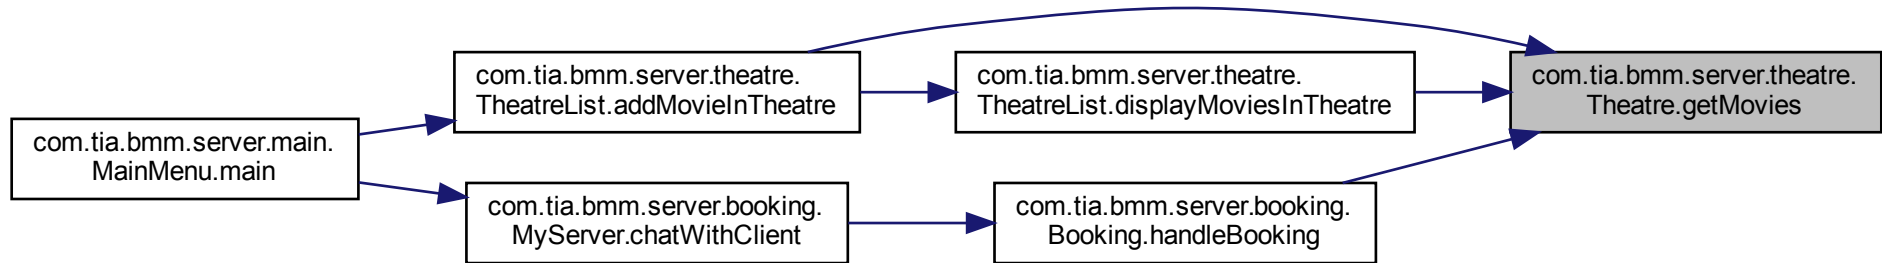 com.tia.bmm.server.main.
MainMenu.main
com.tia.bmm.server.theatre.
TheatreList.addMovieInTheatre
com.tia.bmm.server.theatre.
TheatreList.displayMoviesInTheatre
com.tia.bmm.server.theatre.
Theatre.getMovies
com.tia.bmm.server.booking.
MyServer.chatWithClient
com.tia.bmm.server.booking.
Booking.handleBooking